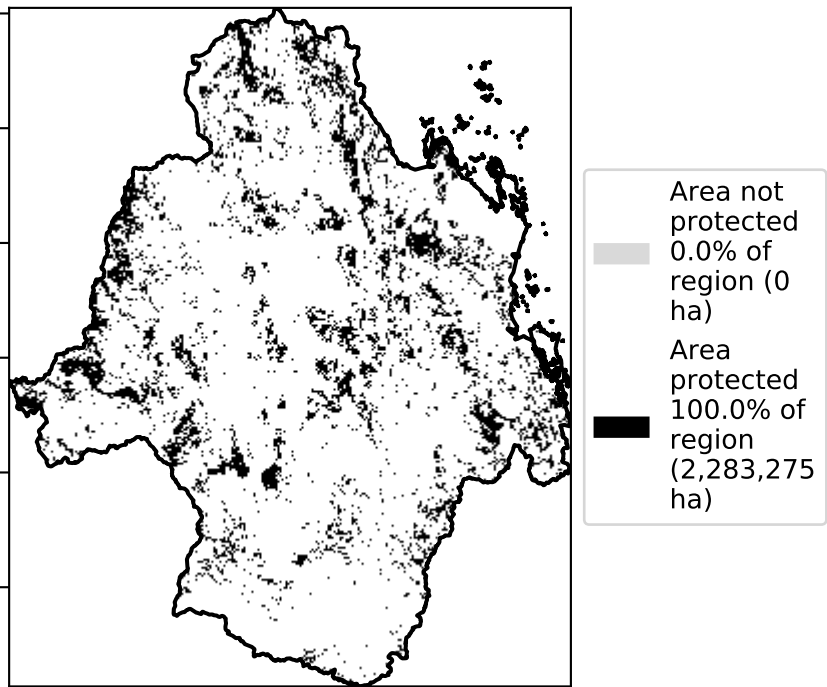 Area not
protected
0.0% of
region (0
ha)
Area
protected
100.0% of
region
(2,283,275
ha)